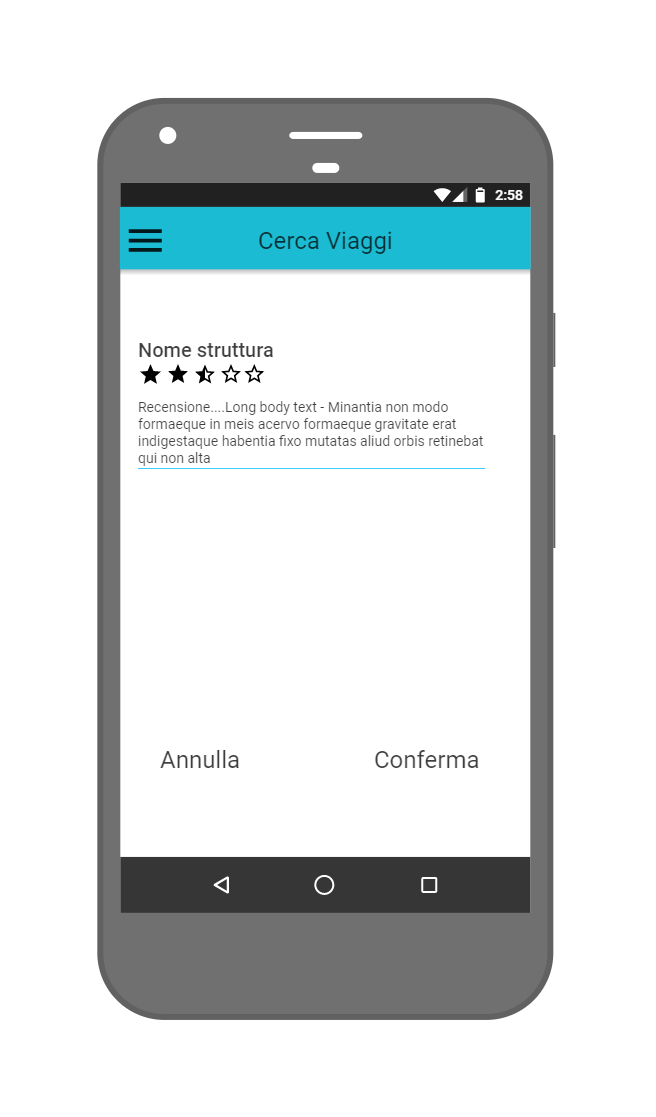 2:58
Cerca Viaggi
Nome struttura
Recensione....Long body text - Minantia non modo
formaeque in meis acervo formaeque gravitate erat
indigestaque habentia fixo mutatas aliud orbis retinebat
qui non alta
Annulla
Conferma